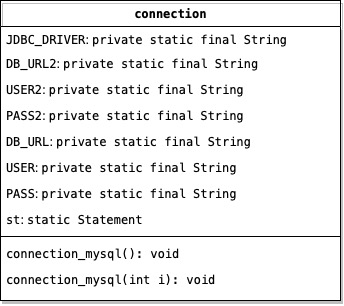 connection
JDBC_DRIVER: private static final String
DB_URL2: private static final String
USER2: private static final String
PASS2: private static final String
DB_URL: private static final String
USER: private static final String
PASS: private static final String
st: static Statement
connection_mysql(): void
connection_mysql(int i): void